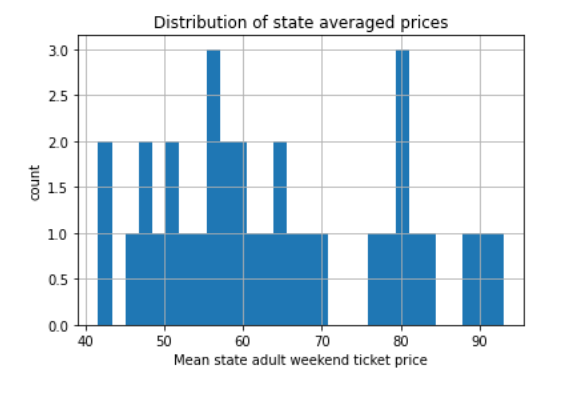 Distribution of state averaged prices
3.0
2.5
2.0
1.5
1.0
0.5
0.0
count
40 50 60 70 80 90
Mean state adult weekend ticket price